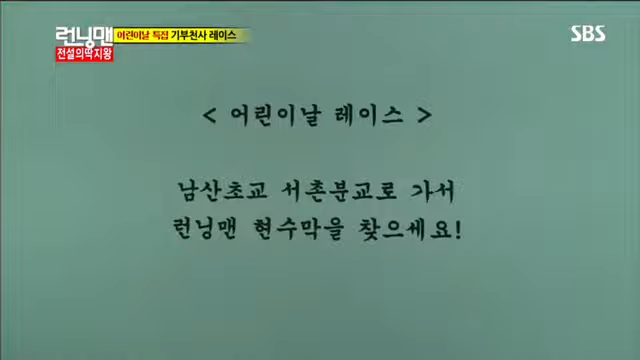 런닝맨
어린이날 특집 기부천사 레이스
전설의딱지왕
SBS
< 어린이날 레이스 >
남산초교 서촌분교로 가서
런닝맨 현수막을 찾으세요!